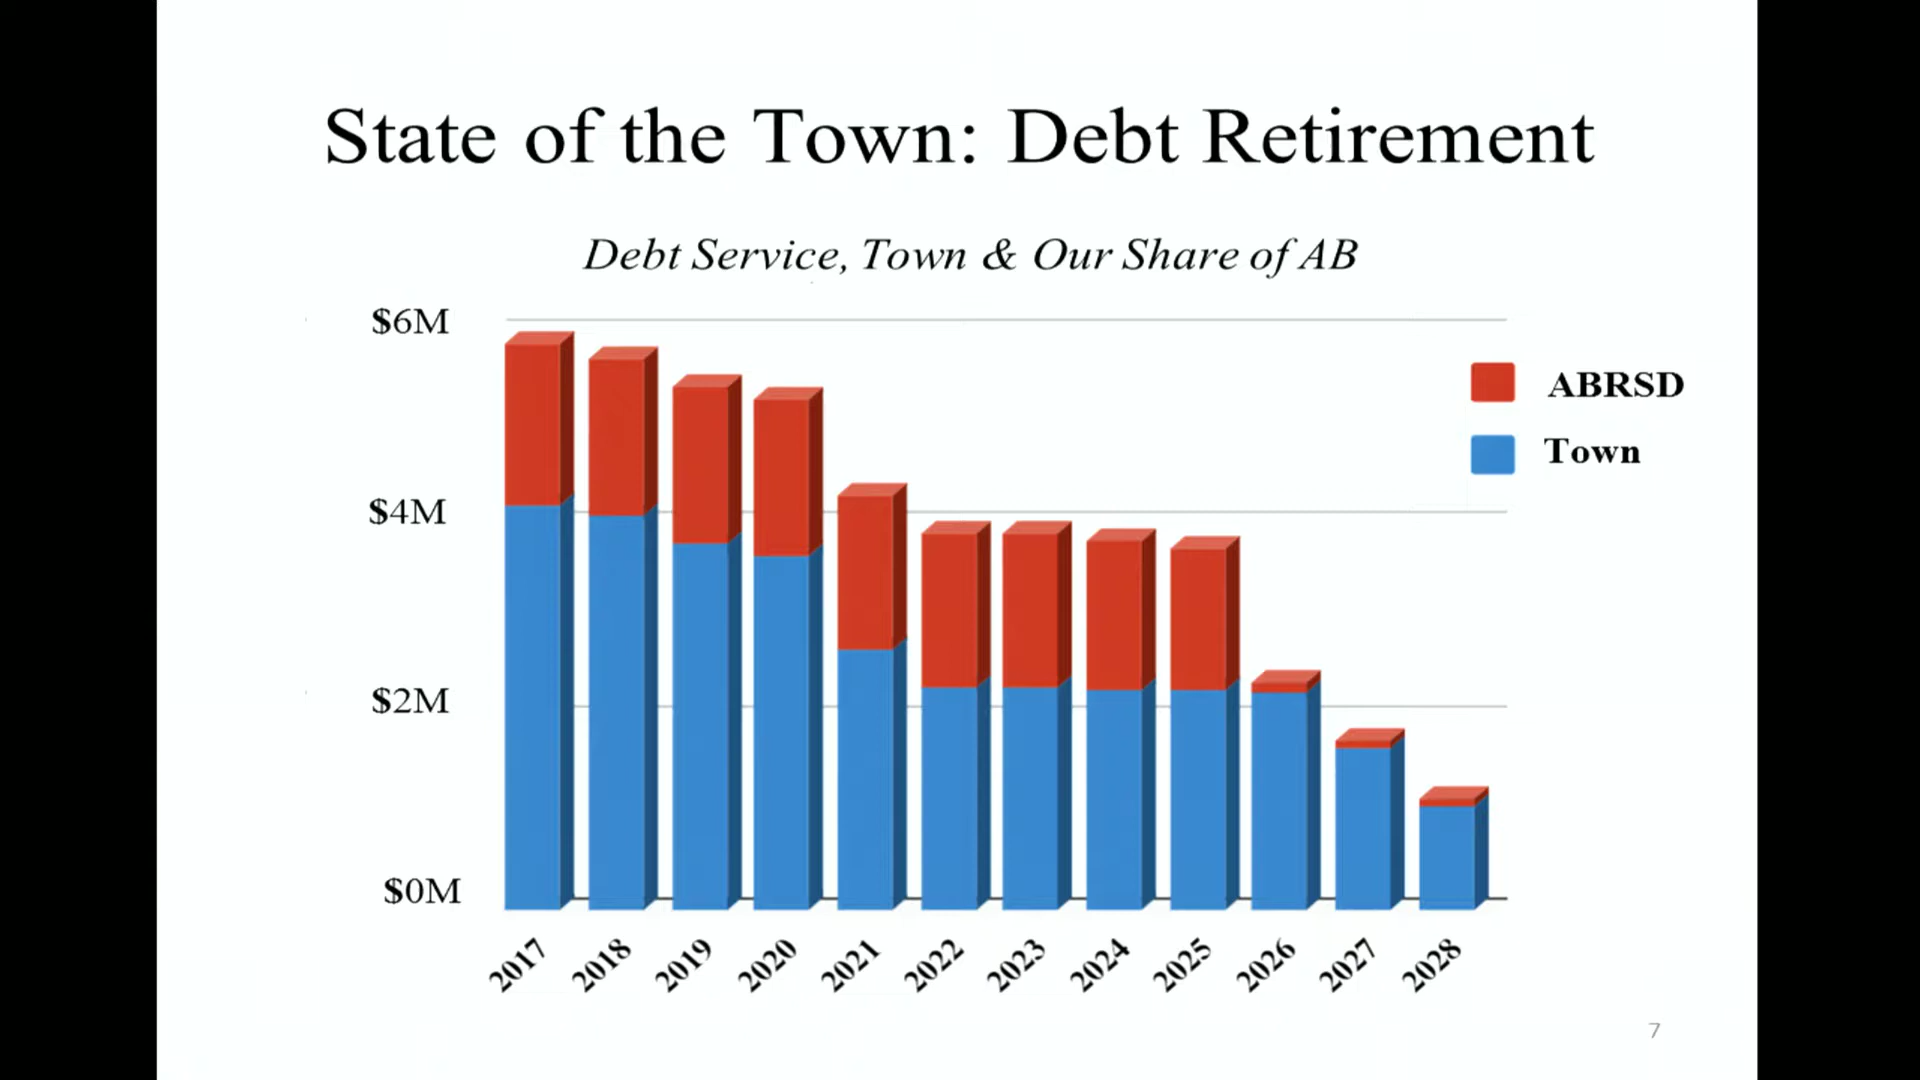 State of the Town: Debt Retirement
Debt Service, Town & Our Share of AB
$6M
$4M
$2M
$0M
ABRSD
Town
2017
2018
2019
2020
2021
2022
2023
2024
2025
2026
2027
2028
7